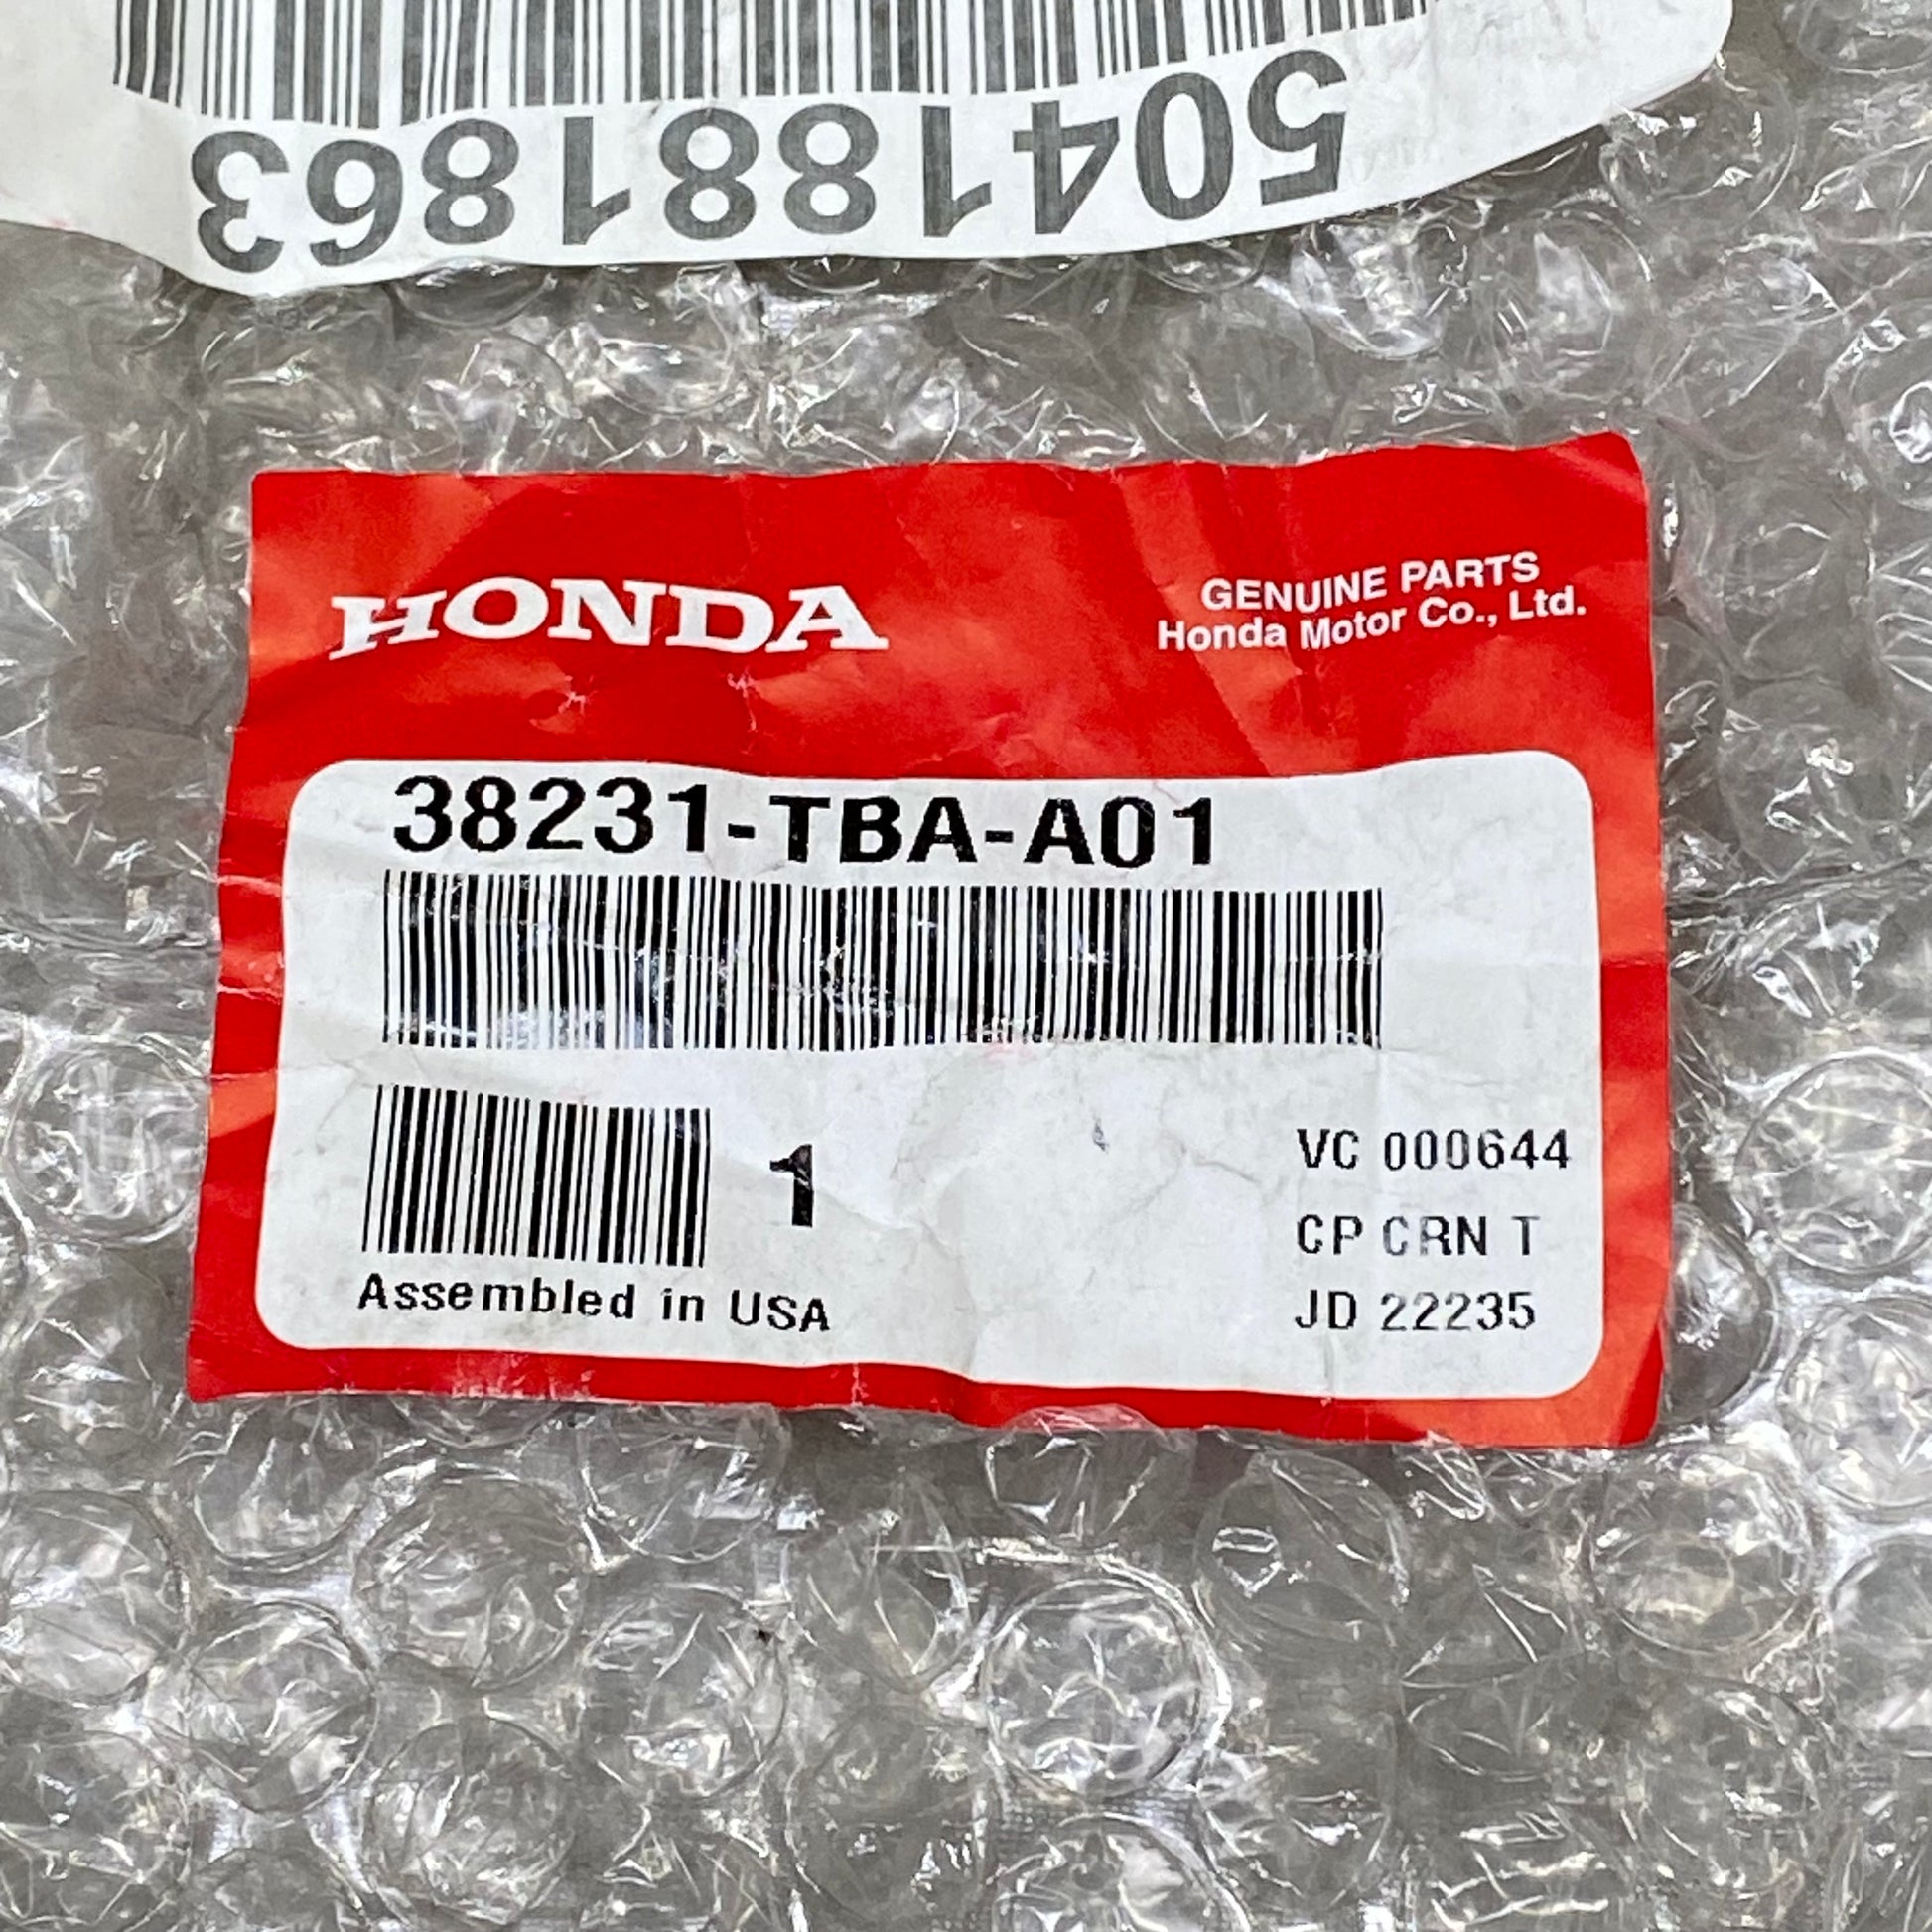 5041881863
HONDA
GENUINE PARTS
Honda Motor Co., Ltd.
38231-TBA-A01
1
VC 000644
CP CRN T
JD 22235
Assembled in USA